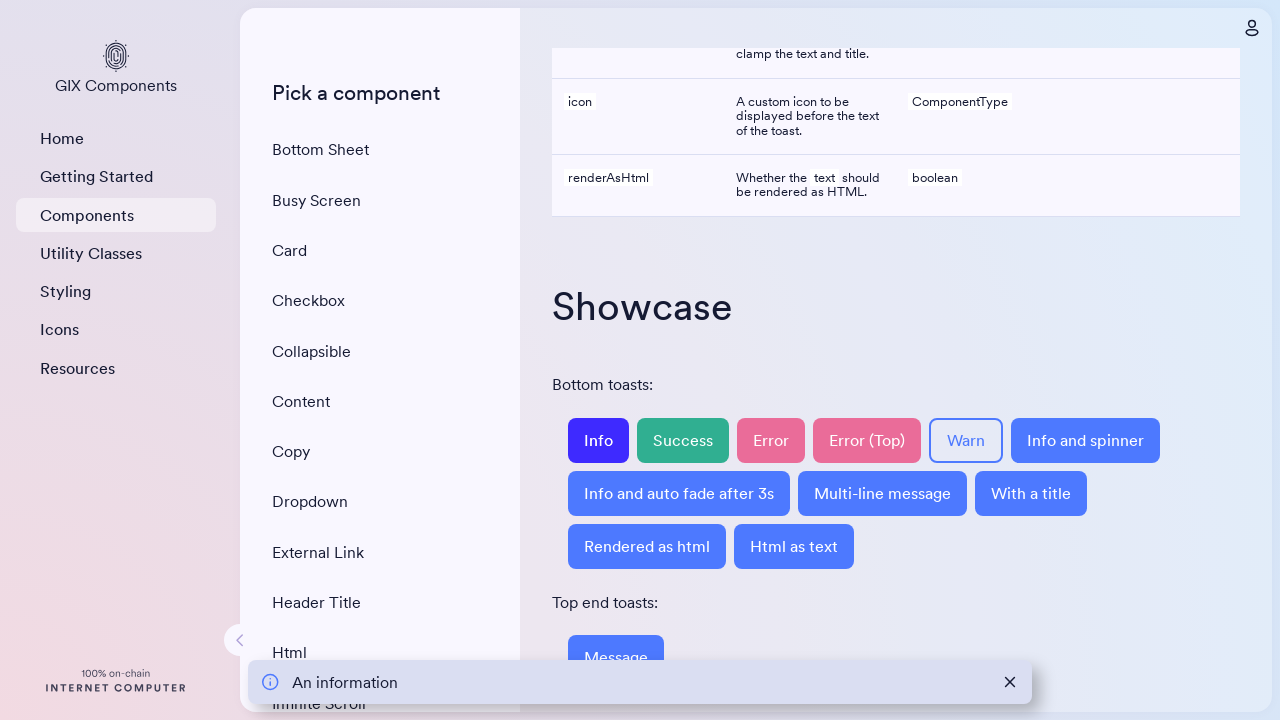 GIX Components
Home
Getting Started
Components
Utility Classes
Styling
Icons
Resources
100% on-chain
INTERNET COMPUTER
Pick a component
Bottom Sheet
Busy Screen
Card
Checkbox
Collapsible
Content
Copy
Dropdown
External Link
Header Title
Html
Infinite Scroll
clamp the text and title.
icon
A custom icon to be
displayed before the text
of the toast.
ComponentType
renderAsHtml
Whether the text should
be rendered as HTML.
boolean
Showcase
Bottom toasts:
Info Success Error Error (Top) Warn Info and spinner
Info and auto fade after 3s Multi-line message With a title
Rendered as html Html as text
Top end toasts:
Message
An information